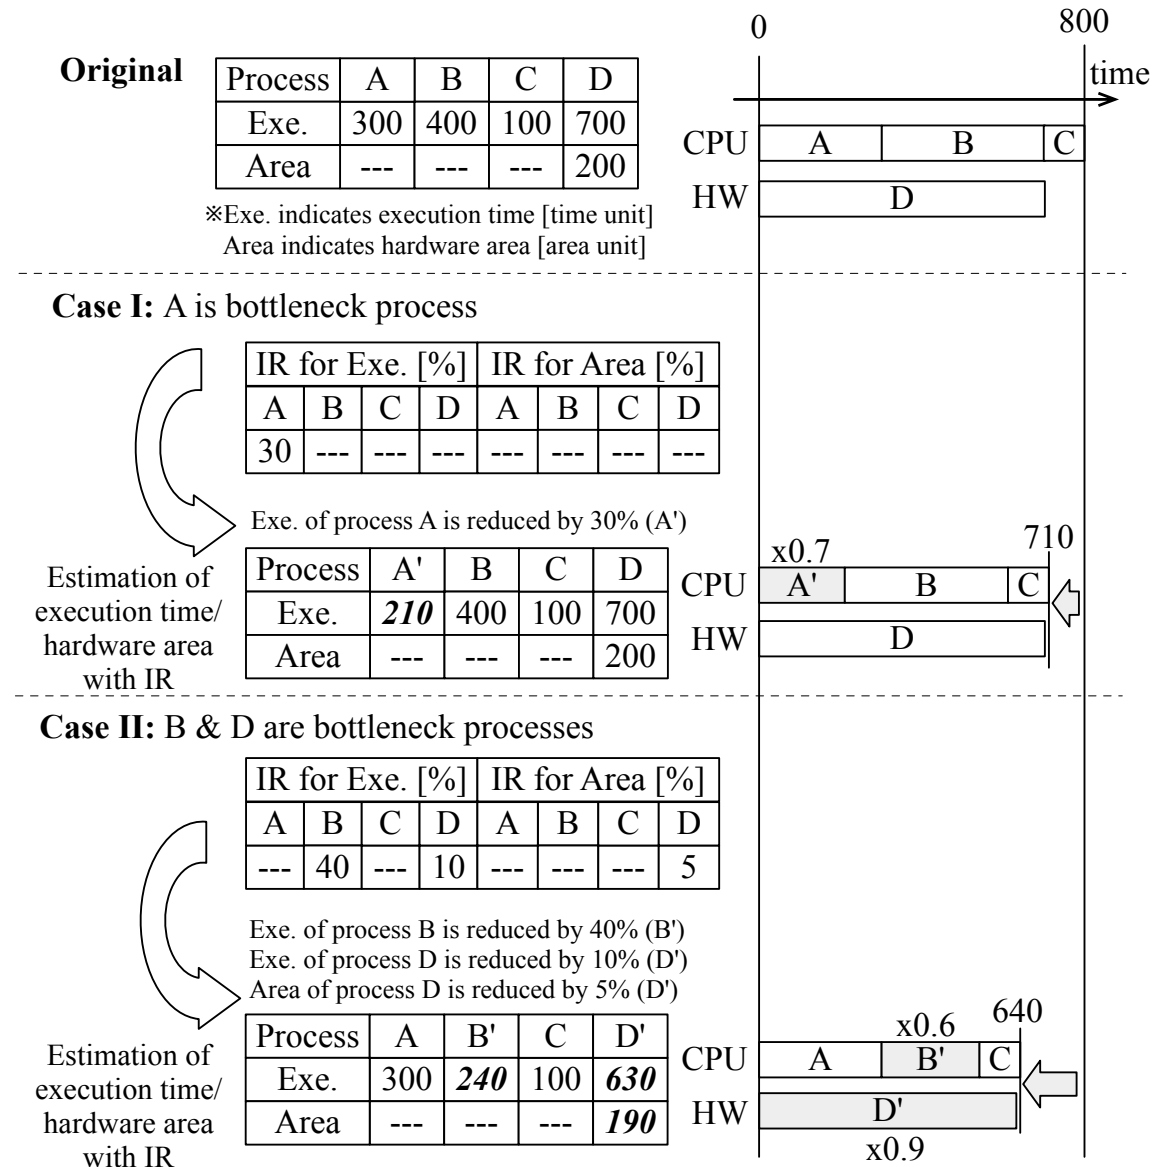 Original
Process A B C D
Exe. 300 400 100 700
Area --- --- --- 200
※Exe. indicates execution time [time unit]
Area indicates hardware area [area unit]
0 800
time
CPU A B C
HW D
Case I: A is bottleneck process
IR for Exe. [%] IR for Area [%]
A B C D A B C D
30 --- --- --- --- --- --- ---
Exe. of process A is reduced by 30% (A')
Estimation of
execution time/
hardware area
with IR
Process A' B C D
Exe. 210 400 100 700
Area --- --- --- 200
x0.7 710
CPU A' B C
HW D
Case II: B & D are bottleneck processes
IR for Exe. [%] IR for Area [%]
A B C D A B C D
--- 40 --- 10 --- --- --- 5
Exe. of process B is reduced by 40% (B')
Exe. of process D is reduced by 10% (D')
Area of process D is reduced by 5% (D')
Estimation of
execution time/
hardware area
with IR
Process A B' C D'
Exe. 300 240 100 630
Area --- --- --- 190
x0.6 640
CPU A B' C
HW D'
x0.9